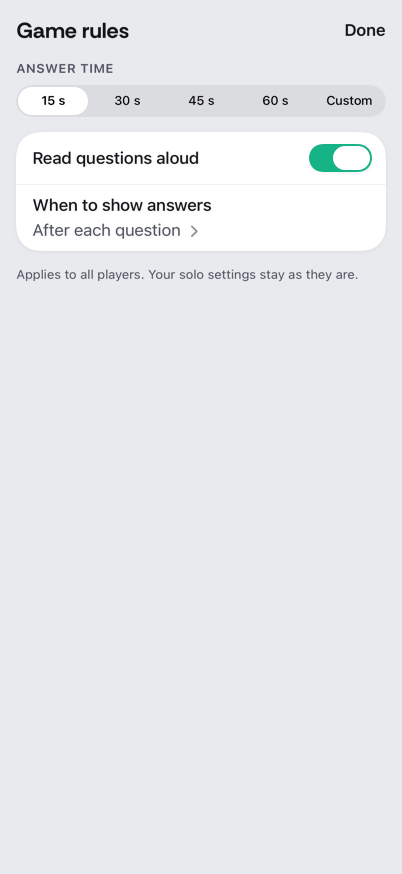 Game rules
Done
ANSWER TIME
15 s
30 s
45 s
60 s
Custom
Read questions aloud
When to show answers
After each question
Applies to all players. Your solo settings stay as they are.